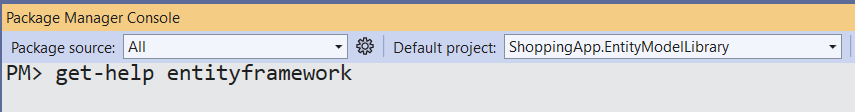 Package Manager Console
Package source: All Default project: ShoppingApp.EntityModelLibrary
PM> get-help entityframework